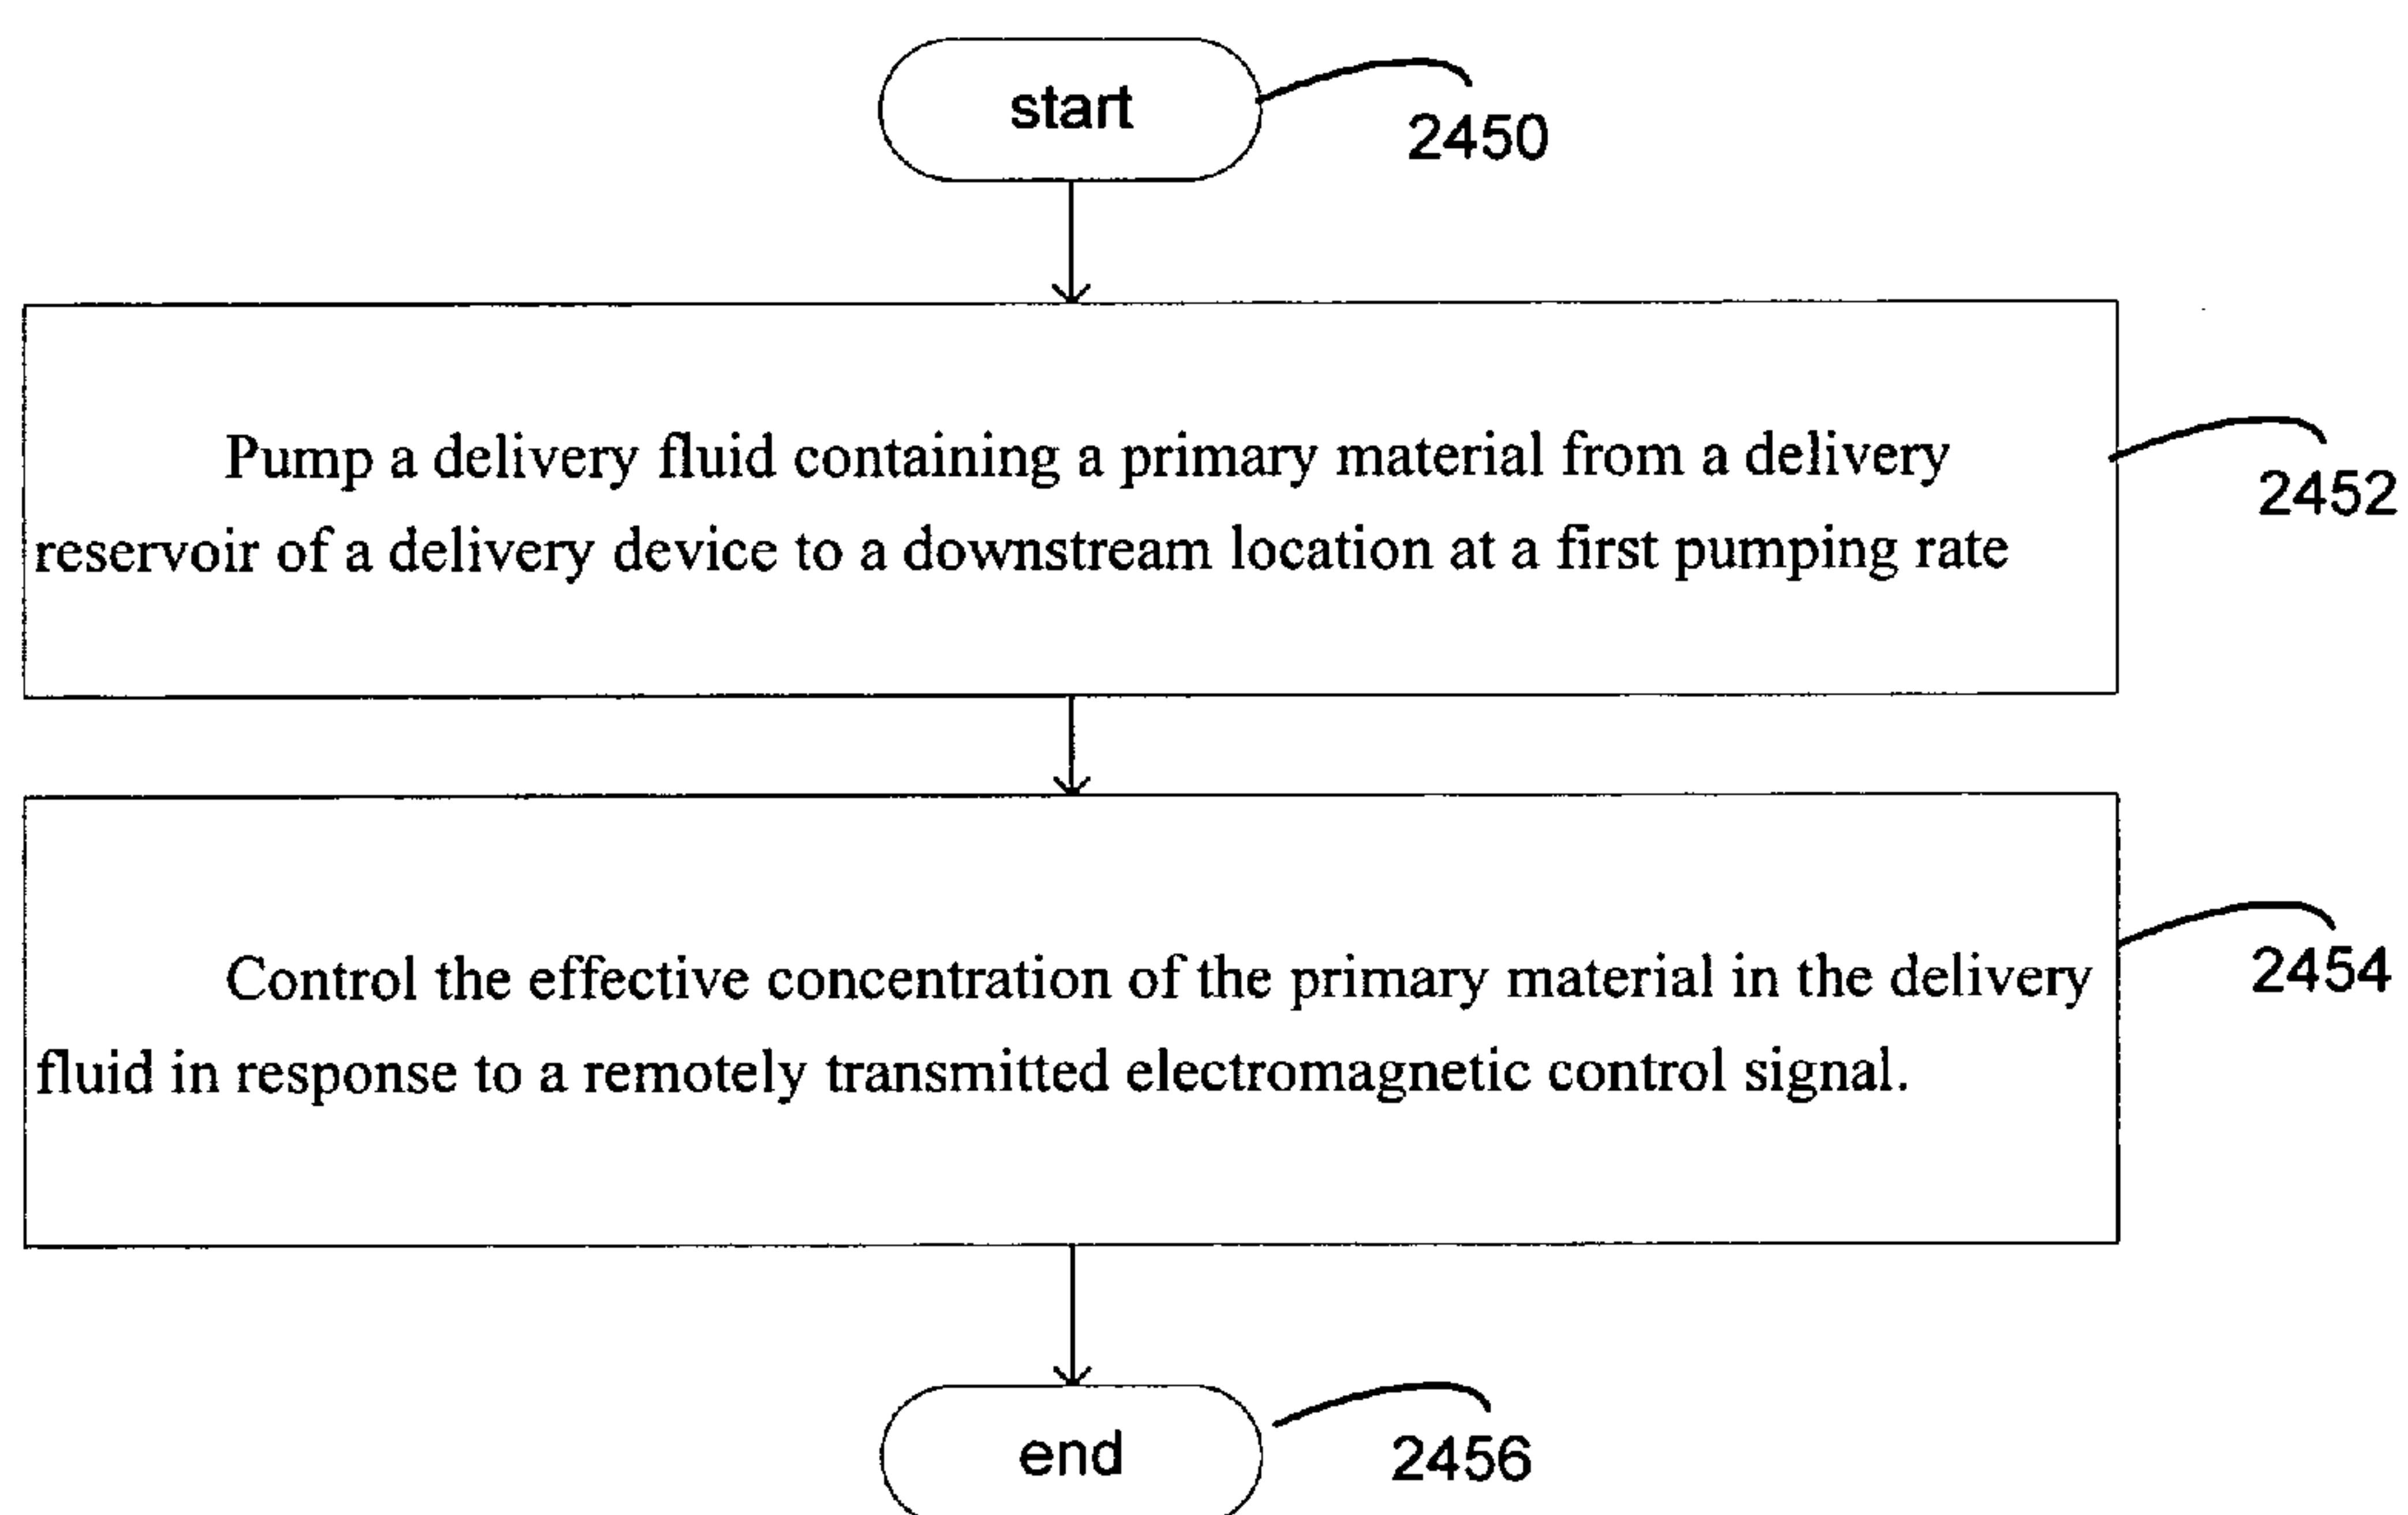 start
2450
Pump a delivery fluid containing a primary material from a delivery
reservoir of a delivery device to a downstream location at a first pumping rate
2452
Control the effective concentration of the primary material in the delivery
fluid in response to a remotely transmitted electromagnetic control signal.
2454
end
2456